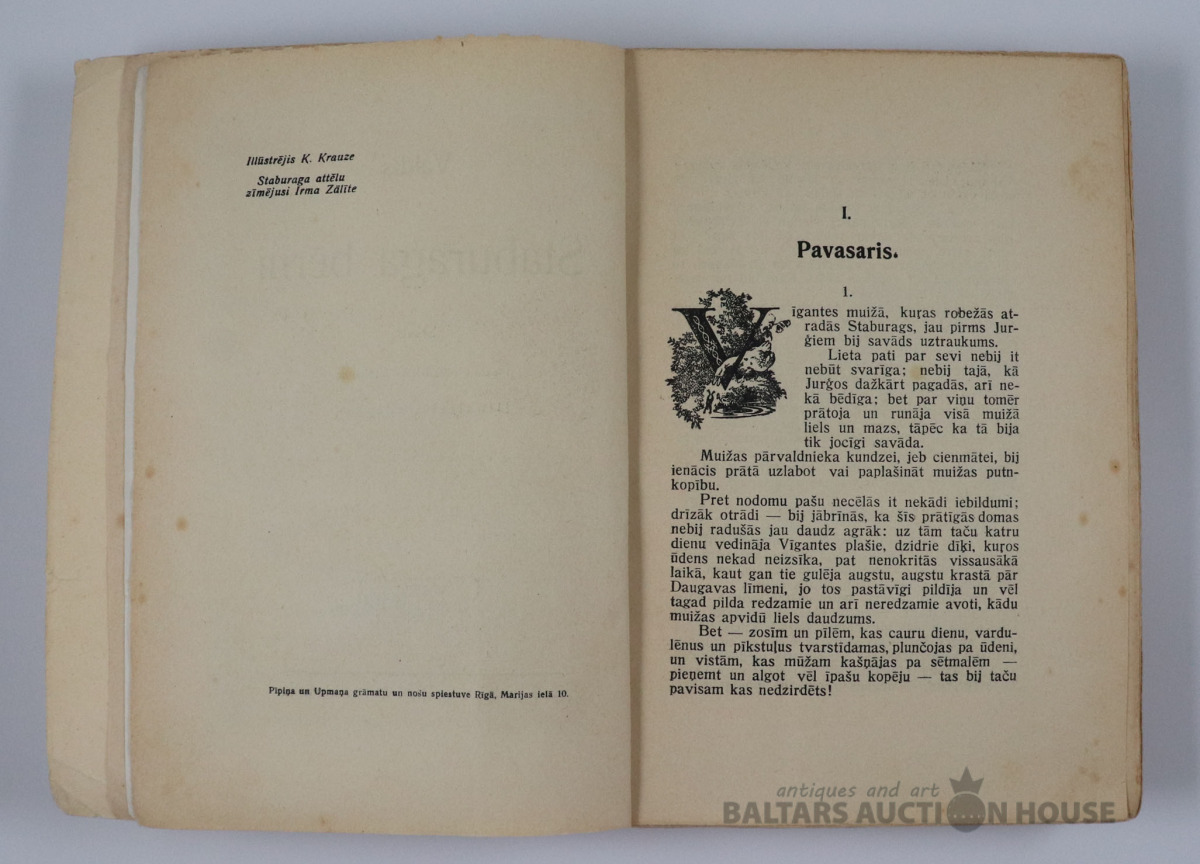 Illūstrējis Ķ. Krauze
Staburaga attēlu
zīmējusi Irma Zālīte
Pīpiņa un Upmaņa grāmatu un nošu spiestuve Rīgā, Marijas ielā 10.
I.
Pavasaris.
1.
Vīgantes muižā, kuŗas robežās at-
radās Staburags, jau pirms Jur-
ģiem bij savāds uztraukums.
Lieta pati par sevi nebij it
nebūt svarīga; nebij tajā, kā
Jurģos dažkārt pagadās, arī ne-
kā bēdīga; bet par viņu tomēr
prātoja un runāja visā muižā
liels un mazs, tāpēc ka tā bija
tik jocīgi savāda.
Muižas pārvaldnieka kundzei, jeb cienmātei, bij
ienācis prātā uzlabot vai paplašināt muižas putn-
kopību.
Pret nodomu pašu necēlās it nekādi iebildumi;
drīzāk otrādi — bij jābrīnās, ka šīs prātīgās domas
nebij radušās jau daudz agrāk: uz tām taču katru
dienu vedināja Vīgantes plašie, dzidrie dīķi, kuŗos
ūdens nekad neizsīka, pat nenokritās vissausākā
laikā, kaut gan tie gulēja augstu, augstu krastā pār
Daugavas līmeni, jo tos pastāvīgi pildīja un vēl
tagad pilda redzamie un arī neredzamie avoti, kādu
muižas apvidū liels daudzums.
Bet — zosīm un pīlēm, kas cauru dienu, vardu-
lēnus un pīkstuļus tvarstīdamas, plunčojas pa ūdeni,
un vistām, kas mūžam kašņājas pa sētmalēm —
pieņemt un algot vēl īpašu kopēju — tas bij taču
pavisam kas nedzirdēts!
antiques and art
BALTARS AUCTION HOUSE